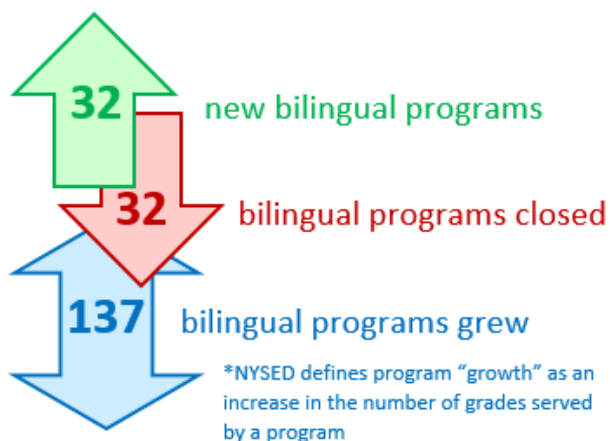 32
new bilingual programs
32
bilingual programs closed
137
bilingual programs grew
*NYSED defines program “growth” as an
increase in the number of grades served
by a program